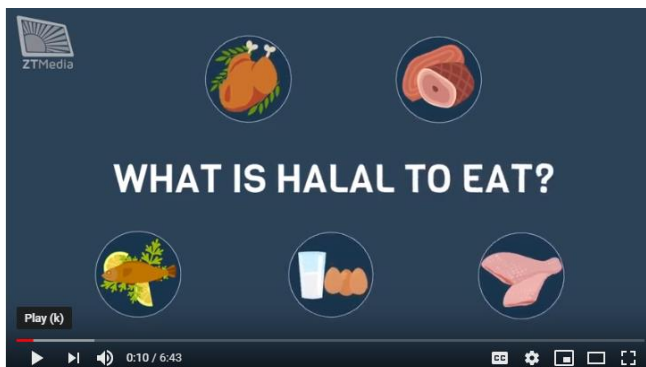 ZTMedia
WHAT IS HALAL TO EAT?
Play (k)
0:10 / 6:43
CC